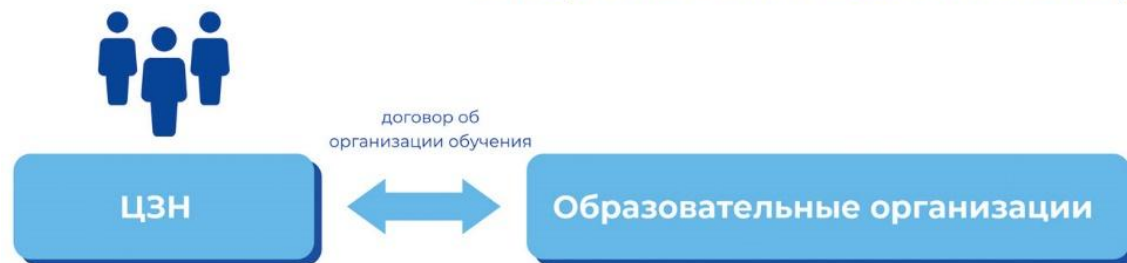 договор об
организации обучения
ЦЗН
Образовательные организации